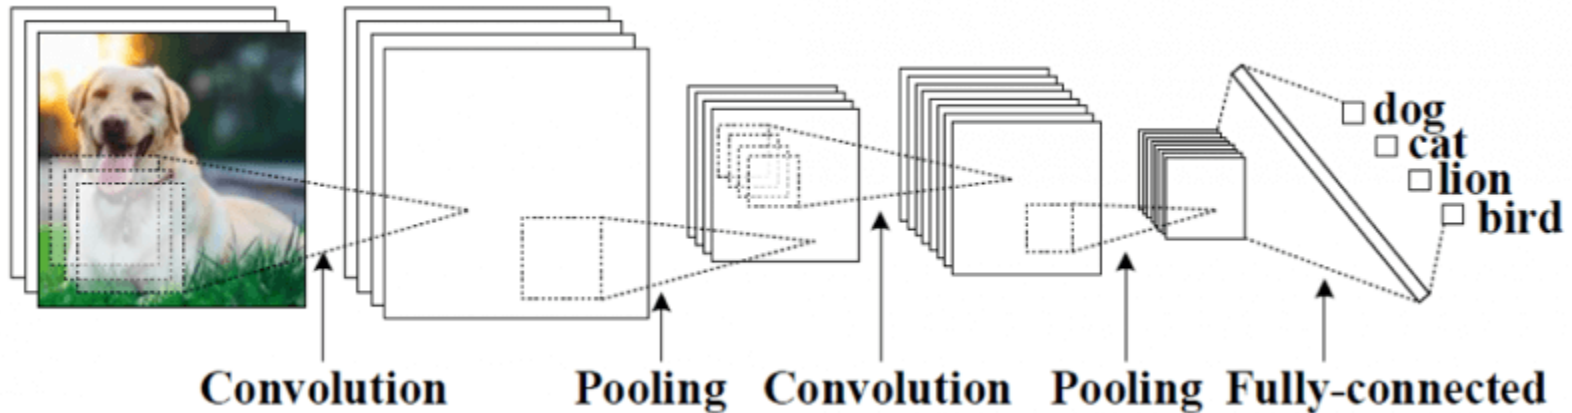 dog
cat
lion
bird
Convolution Pooling Convolution Pooling Fully-connected